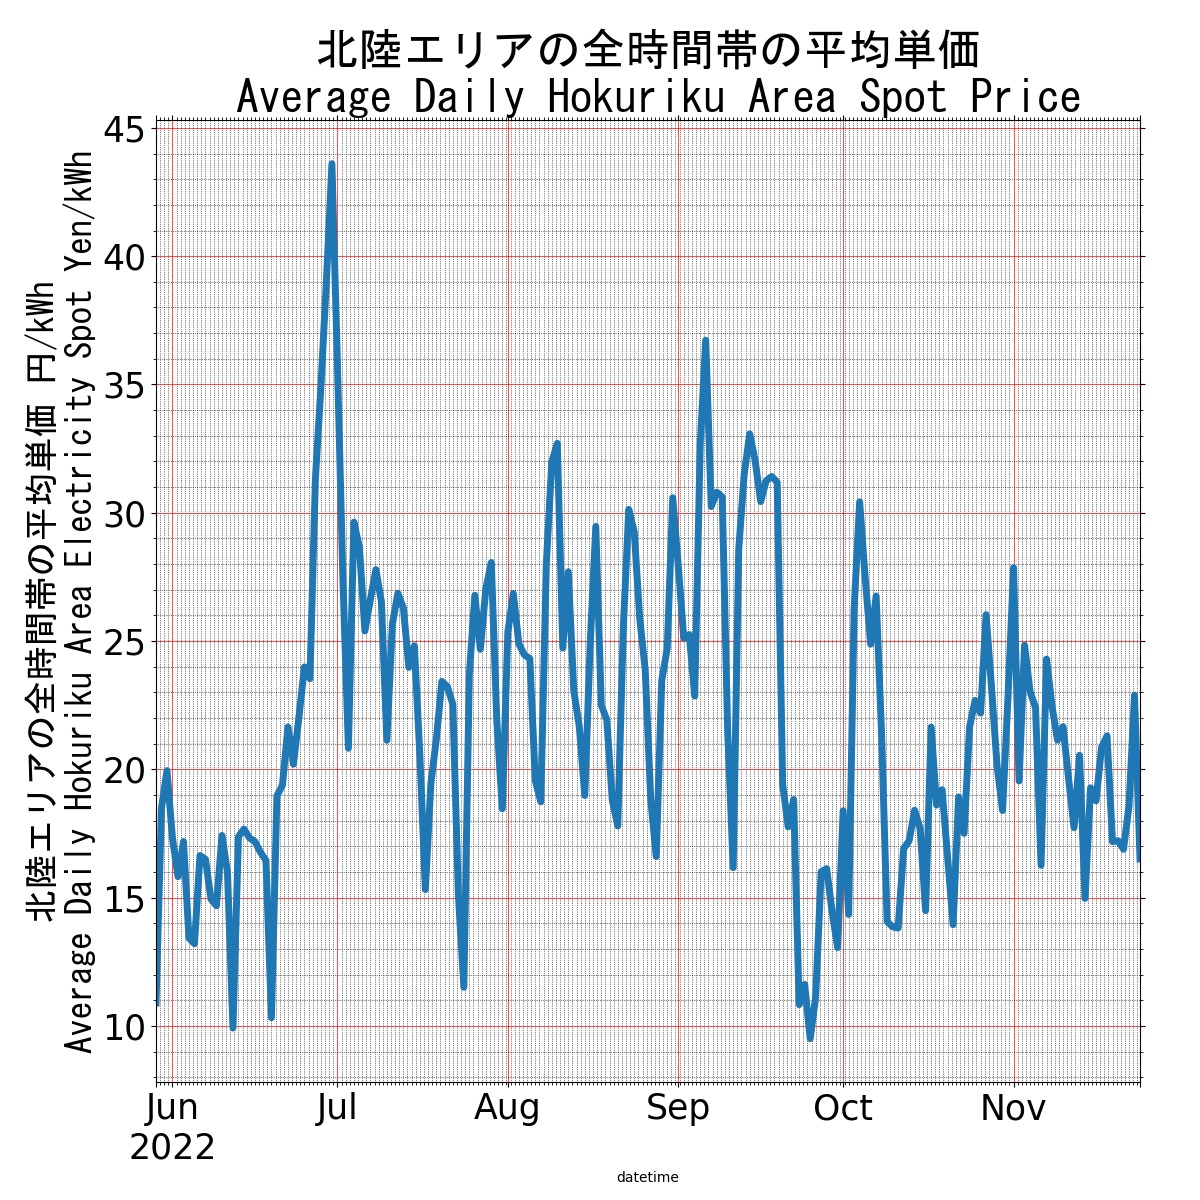 北陸エリアの全時間帯の平均単価
Average Daily Hokuriku Area Spot Price
北陸エリアの全時間帯の平均単価 円/kWh
Average Daily Hokuriku Area Electricity Spot Yen/kWh
45
40
35
30
25
20
15
10
Jun
2022
Jul
Aug
Sep
Oct
Nov
datetime